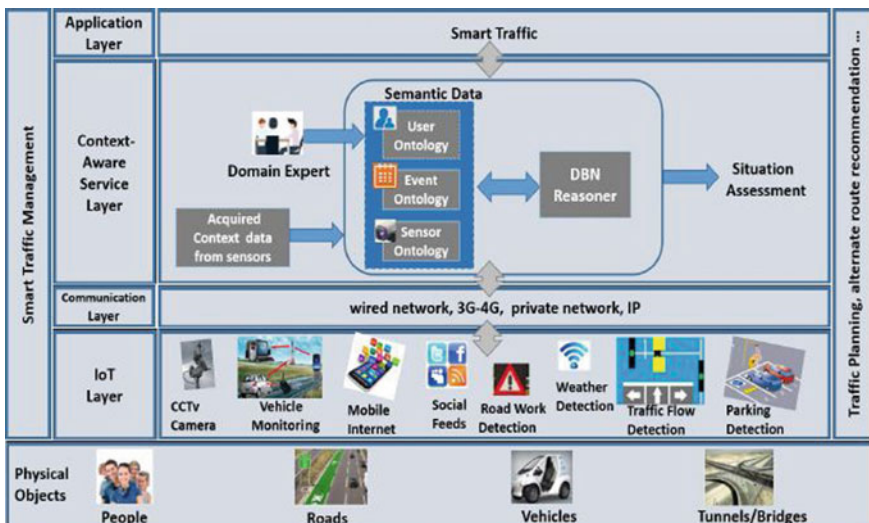 Smart Traffic Management
Application
Layer
Smart Traffic
Context-
Aware
Service
Layer
Semantic Data
Domain Expert
User
Ontology
Event
Ontology
Sensor
Ontology
Acquired
Context data
from sensors
DBN
Reasoner
Situation
Assessment
Communication
Layer
wired network, 3G-4G, private network, IP
IoT
Layer
CCTv
Camera
Vehicle
Monitoring
Mobile
Internet
Social
Feeds
Road Work
Detection
Weather
Detection
Traffic Flow
Detection
Parking
Detection
Traffic Planning, alternate route recommendation ...
Physical
Objects
People
Roads
Vehicles
Tunnels/Bridges